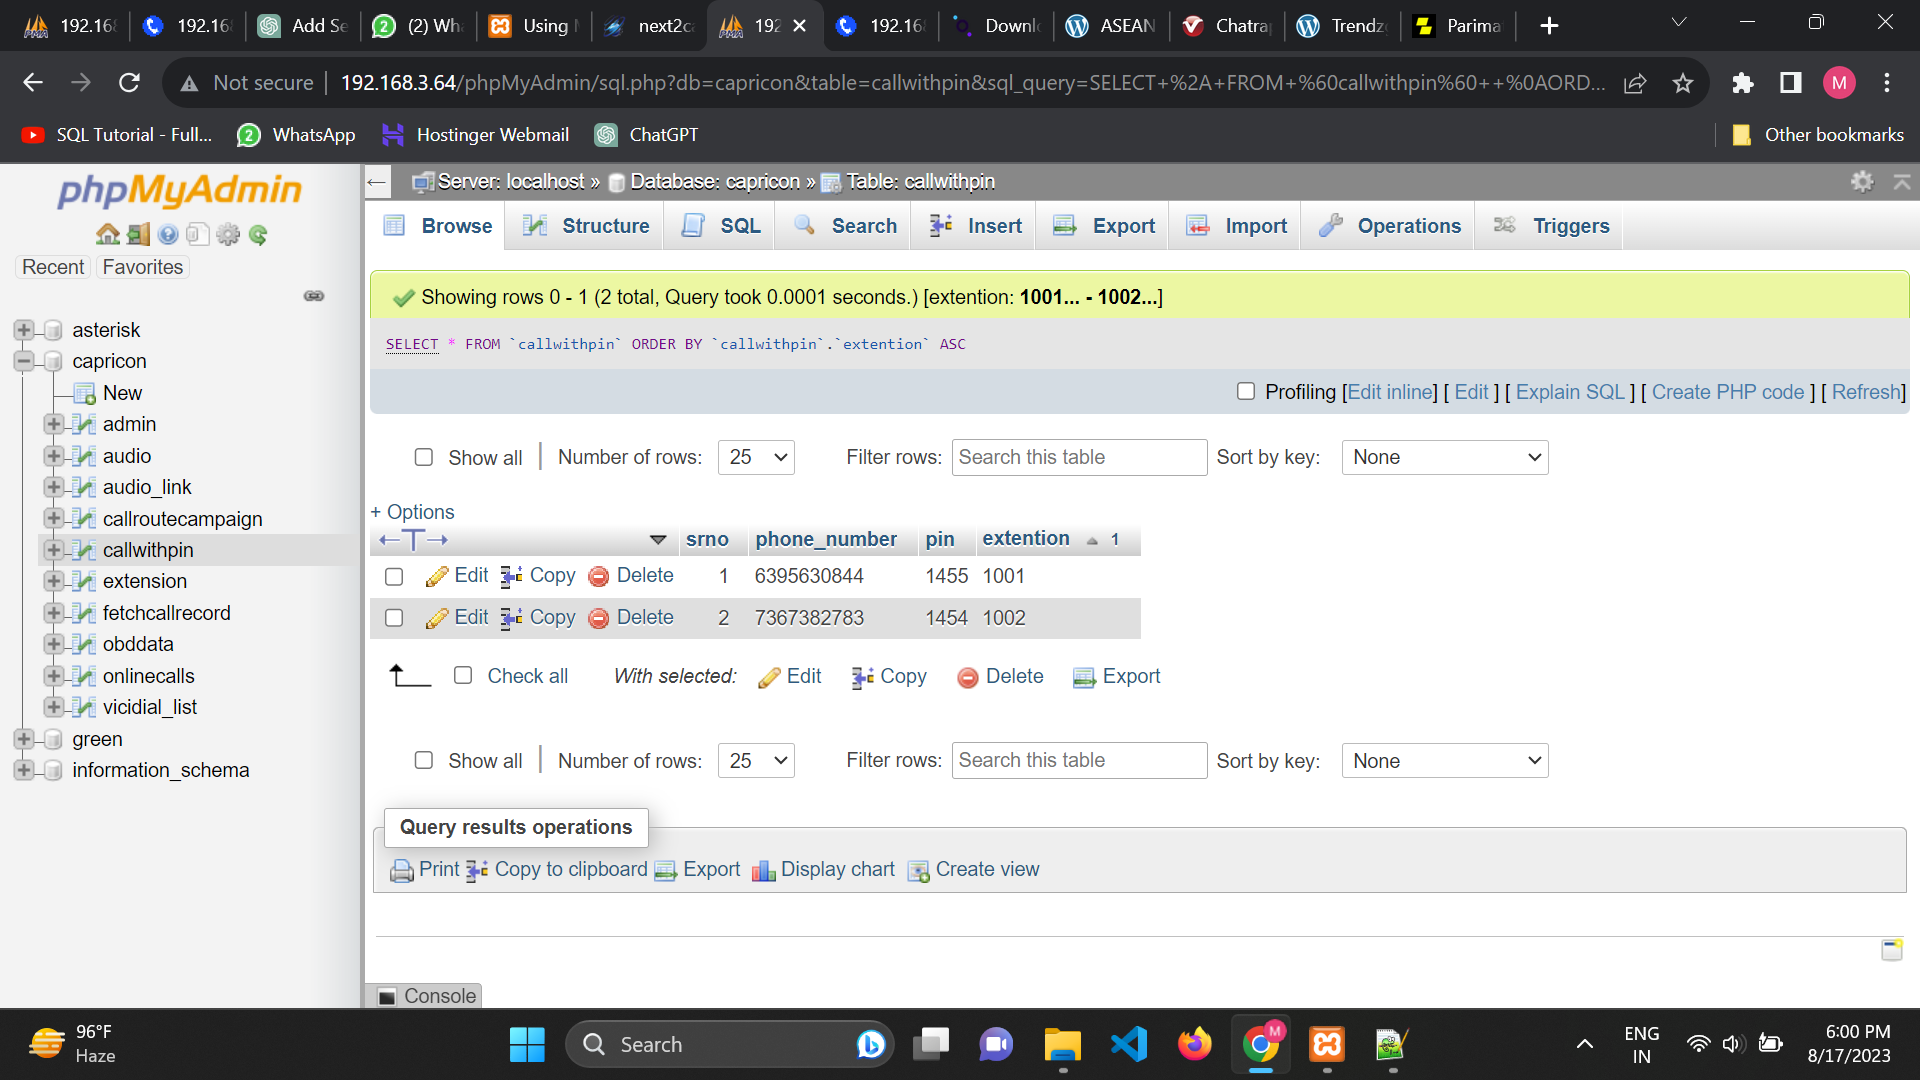 192.168
192.168
Add Se
(2) Wha
Using
next2ca
192
192.168
Downl
ASEAN
Chatra
Trendz
Parima
Not secure
192.168.3.64/phpMyAdmin/sql.php?db=capricon&table=callwithpin&sql_query=SELECT+%2A+FROM+%60callwithpin%60++%0AORD...
M
SQL Tutorial - Full...
2
WhatsApp
Hostinger Webmail
ChatGPT
Other bookmarks
phpMyAdmin
Recent
Favorites
asterisk
capricon
New
admin
audio
audio_link
callroutecampaign
callwithpin
extension
fetchcallrecord
obddata
onlinecalls
vicidial_list
green
information_schema
Server: localhost » Database: capricon » Table: callwithpin
Browse
Structure
SQL
Search
Insert
Export
Import
Operations
Triggers
Showing rows 0 - 1 (2 total, Query took 0.0001 seconds.) [extention: 1001... - 1002...]
SELECT * FROM `callwithpin` ORDER BY `callwithpin`.`extention` ASC
Profiling [Edit inline] [ Edit ] [ Explain SQL ] [ Create PHP code ] [ Refresh]
Show all
Number of rows: 25
Filter rows: Search this table
Sort by key: None
+ Options
←T→ srno phone_number pin extention 1
Edit Copy Delete 1 6395630844 1455 1001
Edit Copy Delete 2 7367382783 1454 1002
Check all With selected: Edit Copy Delete Export
Show all
Number of rows: 25
Filter rows: Search this table
Sort by key: None
Query results operations
Print Copy to clipboard Export Display chart Create view
Console
96°F
Haze
Search
M
ENG
IN
6:00 PM
8/17/2023